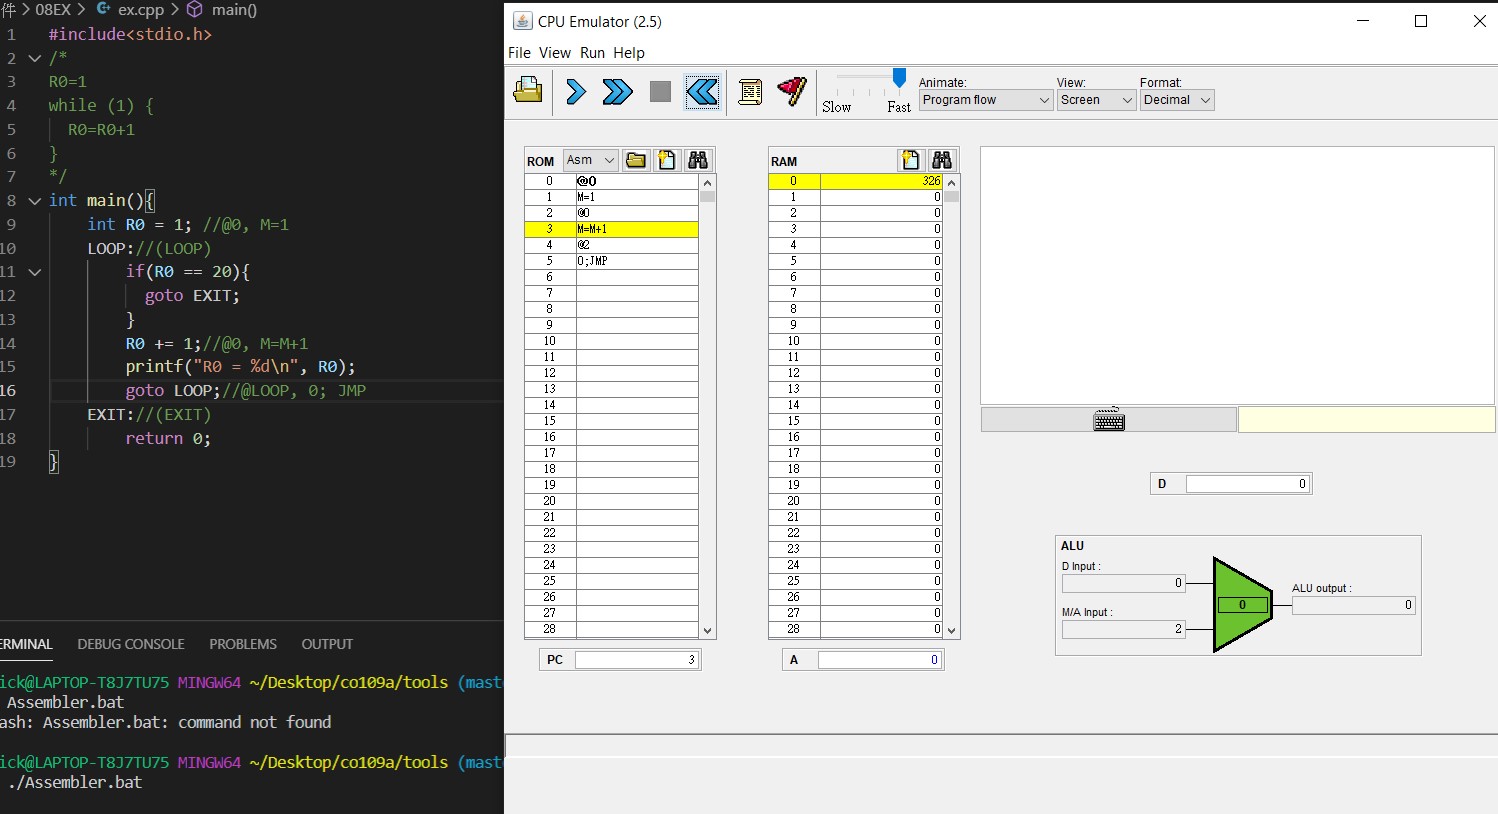 件 > 08EX > ex.cpp > main()
1 #include<stdio.h>
2 /*
3 R0=1
4 while (1) {
5 R0=R0+1
6 }
7 */
8 int main(){
9 int R0 = 1; //@0, M=1
10 LOOP://(LOOP)
11 if(R0 == 20){
12 goto EXIT;
13 }
14 R0 += 1;//@0, M=M+1
15 printf("R0 = %d\n", R0);
16 goto LOOP;//@LOOP, 0; JMP
17 EXIT://(EXIT)
18 return 0;
19 }
ERMINAL DEBUG CONSOLE PROBLEMS OUTPUT
ick@LAPTOP-T8J7TU75 MINGW64 ~/Desktop/co109a/tools (mast
Assembler.bat
ash: Assembler.bat: command not found
ick@LAPTOP-T8J7TU75 MINGW64 ~/Desktop/co109a/tools (mast
./Assembler.bat
CPU Emulator (2.5)
File View Run Help
Slow Fast
Animate:
Program flow
View:
Screen
Format:
Decimal
ROM Asm
0 @0
1 M=1
2 @0
3 M=M+1
4 @2
5 0;JMP
6
7
8
9
10
11
12
13
14
15
16
17
18
19
20
21
22
23
24
25
26
27
28
PC 3
RAM
0 326
1 0
2 0
3 0
4 0
5 0
6 0
7 0
8 0
9 0
10 0
11 0
12 0
13 0
14 0
15 0
16 0
17 0
18 0
19 0
20 0
21 0
22 0
23 0
24 0
25 0
26 0
27 0
28 0
A 0
D 0
ALU
D Input :
0
M/A Input :
2
0
ALU output :
0